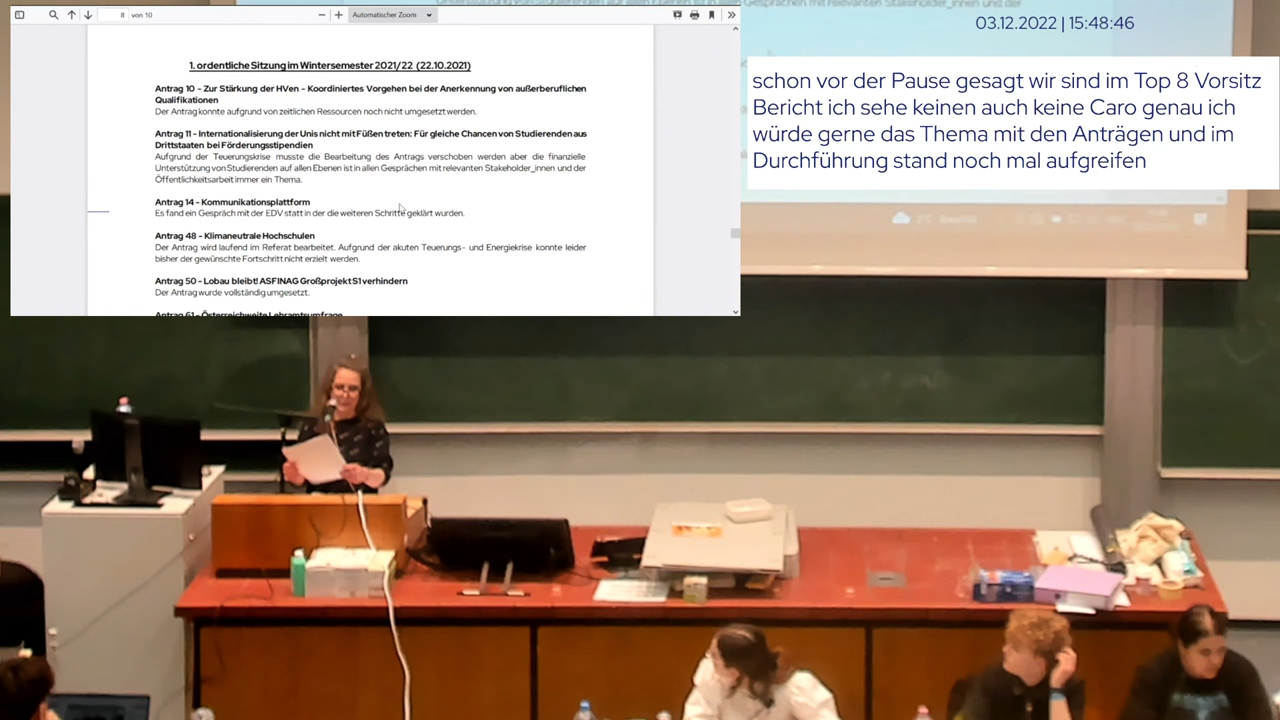 8 von 10
Automatischer Zoom
1. ordentliche Sitzung im Wintersemester 2021/22 (22.10.2021)
Antrag 10 - Zur Stärkung der HVen - Koordiniertes Vorgehen bei der Anerkennung von außerberuflichen
Qualifikationen
Der Antrag konnte aufgrund von zeitlichen Ressourcen noch nicht umgesetzt werden.
Antrag 11 - Internationalisierung der Unis nicht mit Füßen treten: Für gleiche Chancen von Studierenden aus
Drittstaaten bei Förderungsstipendien
Aufgrund der Teuerungskrise musste die Bearbeitung des Antrags verschoben werden aber die finanzielle
Unterstützung von Studierenden auf allen Ebenen ist in allen Gesprächen mit relevanten Stakeholder_innen und der
Öffentlichkeitsarbeit immer ein Thema.
Antrag 14 - Kommunikationsplattform
Es fand ein Gespräch mit der EDV statt in der die weiteren Schritte geklärt wurden.
Antrag 48 - Klimaneutrale Hochschulen
Der Antrag wird laufend im Referat bearbeitet. Aufgrund der akuten Teuerungs- und Energiekrise konnte leider
bisher der gewünschte Fortschritt nicht erzielt werden.
Antrag 50 - Lobau bleibt! ASFINAG Großprojekt S1 verhindern
Der Antrag wurde vollständig umgesetzt.
Antrag 61 - Österreichweite Lehramtsumfrage
03.12.2022 | 15:48:46
schon vor der Pause gesagt wir sind im Top 8 Vorsitz
Bericht ich sehe keinen auch keine Caro genau ich
würde gerne das Thema mit den Anträgen und im
Durchführung stand noch mal aufgreifen